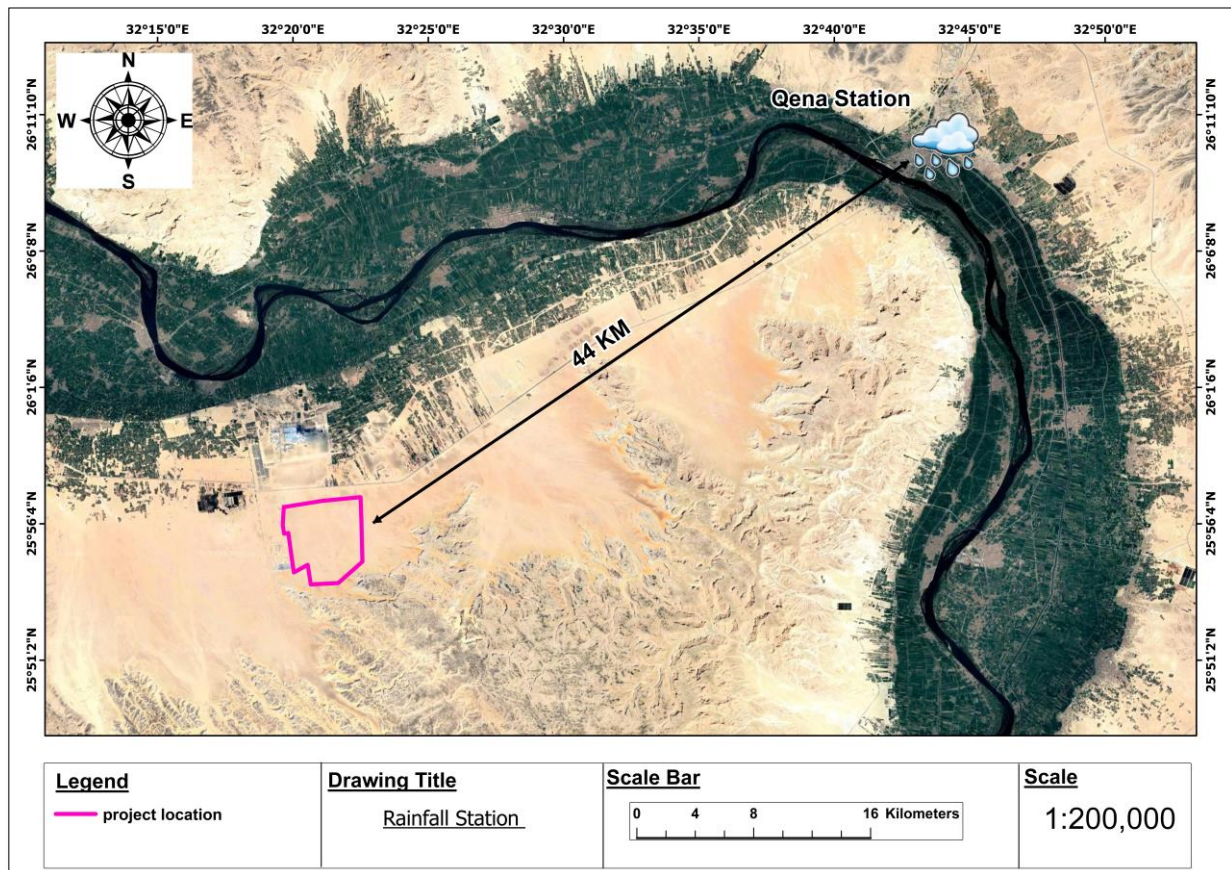 32°15'0"E 32°20'0"E 32°25'0"E 32°30'0"E 32°35'0"E 32°40'0"E 32°45'0"E 32°50'0"E
N
W E
S
Qena Station
26°11'10"N 26°11'10"N
26°6'8"N 26°6'8"N
44 KM
26°1'6"N 26°1'6"N
25°56'4"N 25°56'4"N
25°51'2"N 25°51'2"N
Legend
project location
Drawing Title
Rainfall Station
Scale Bar
0 4 8 16 Kilometers
Scale
1:200,000